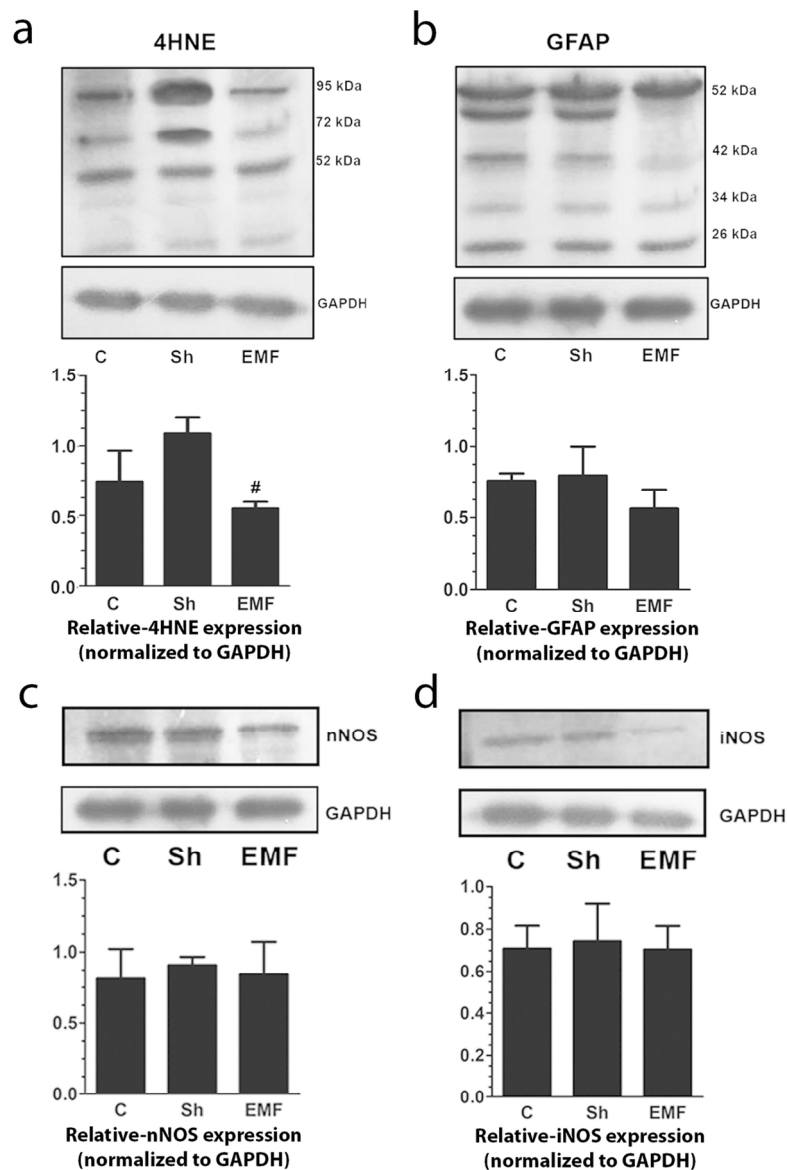 a
4HNE
95 kDa
72 kDa
52 kDa
GAPDH
C Sh EMF
1.5
1.0
0.5
0.0
#
C Sh EMF
Relative-4HNE expression
(normalized to GAPDH)
b
GFAP
52 kDa
42 kDa
34 kDa
26 kDa
GAPDH
C Sh EMF
1.5
1.0
0.5
0.0
C Sh EMF
Relative-GFAP expression
(normalized to GAPDH)
c
nNOS
GAPDH
C Sh EMF
1.5
1.0
0.5
0.0
C Sh EMF
Relative-nNOS expression
(normalized to GAPDH)
d
iNOS
GAPDH
C Sh EMF
1.0
0.8
0.6
0.4
0.2
0.0
C Sh EMF
Relative-iNOS expression
(normalized to GAPDH)